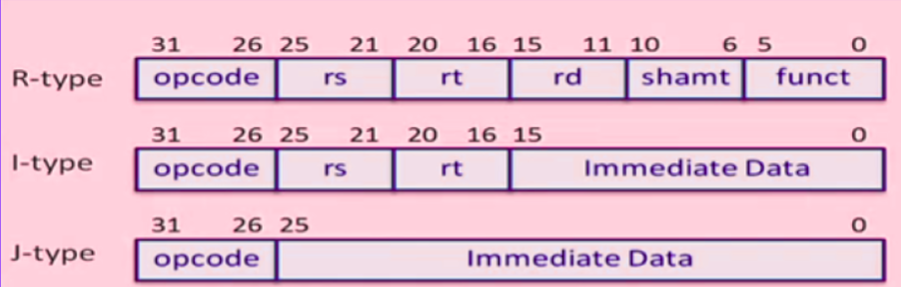 31 26 25 21 20 16 15 11 10 6 5 0
R-type opcode rs rt rd shamt funct
31 26 25 21 20 16 15 0
I-type opcode rs rt Immediate Data
31 26 25 0
J-type opcode Immediate Data